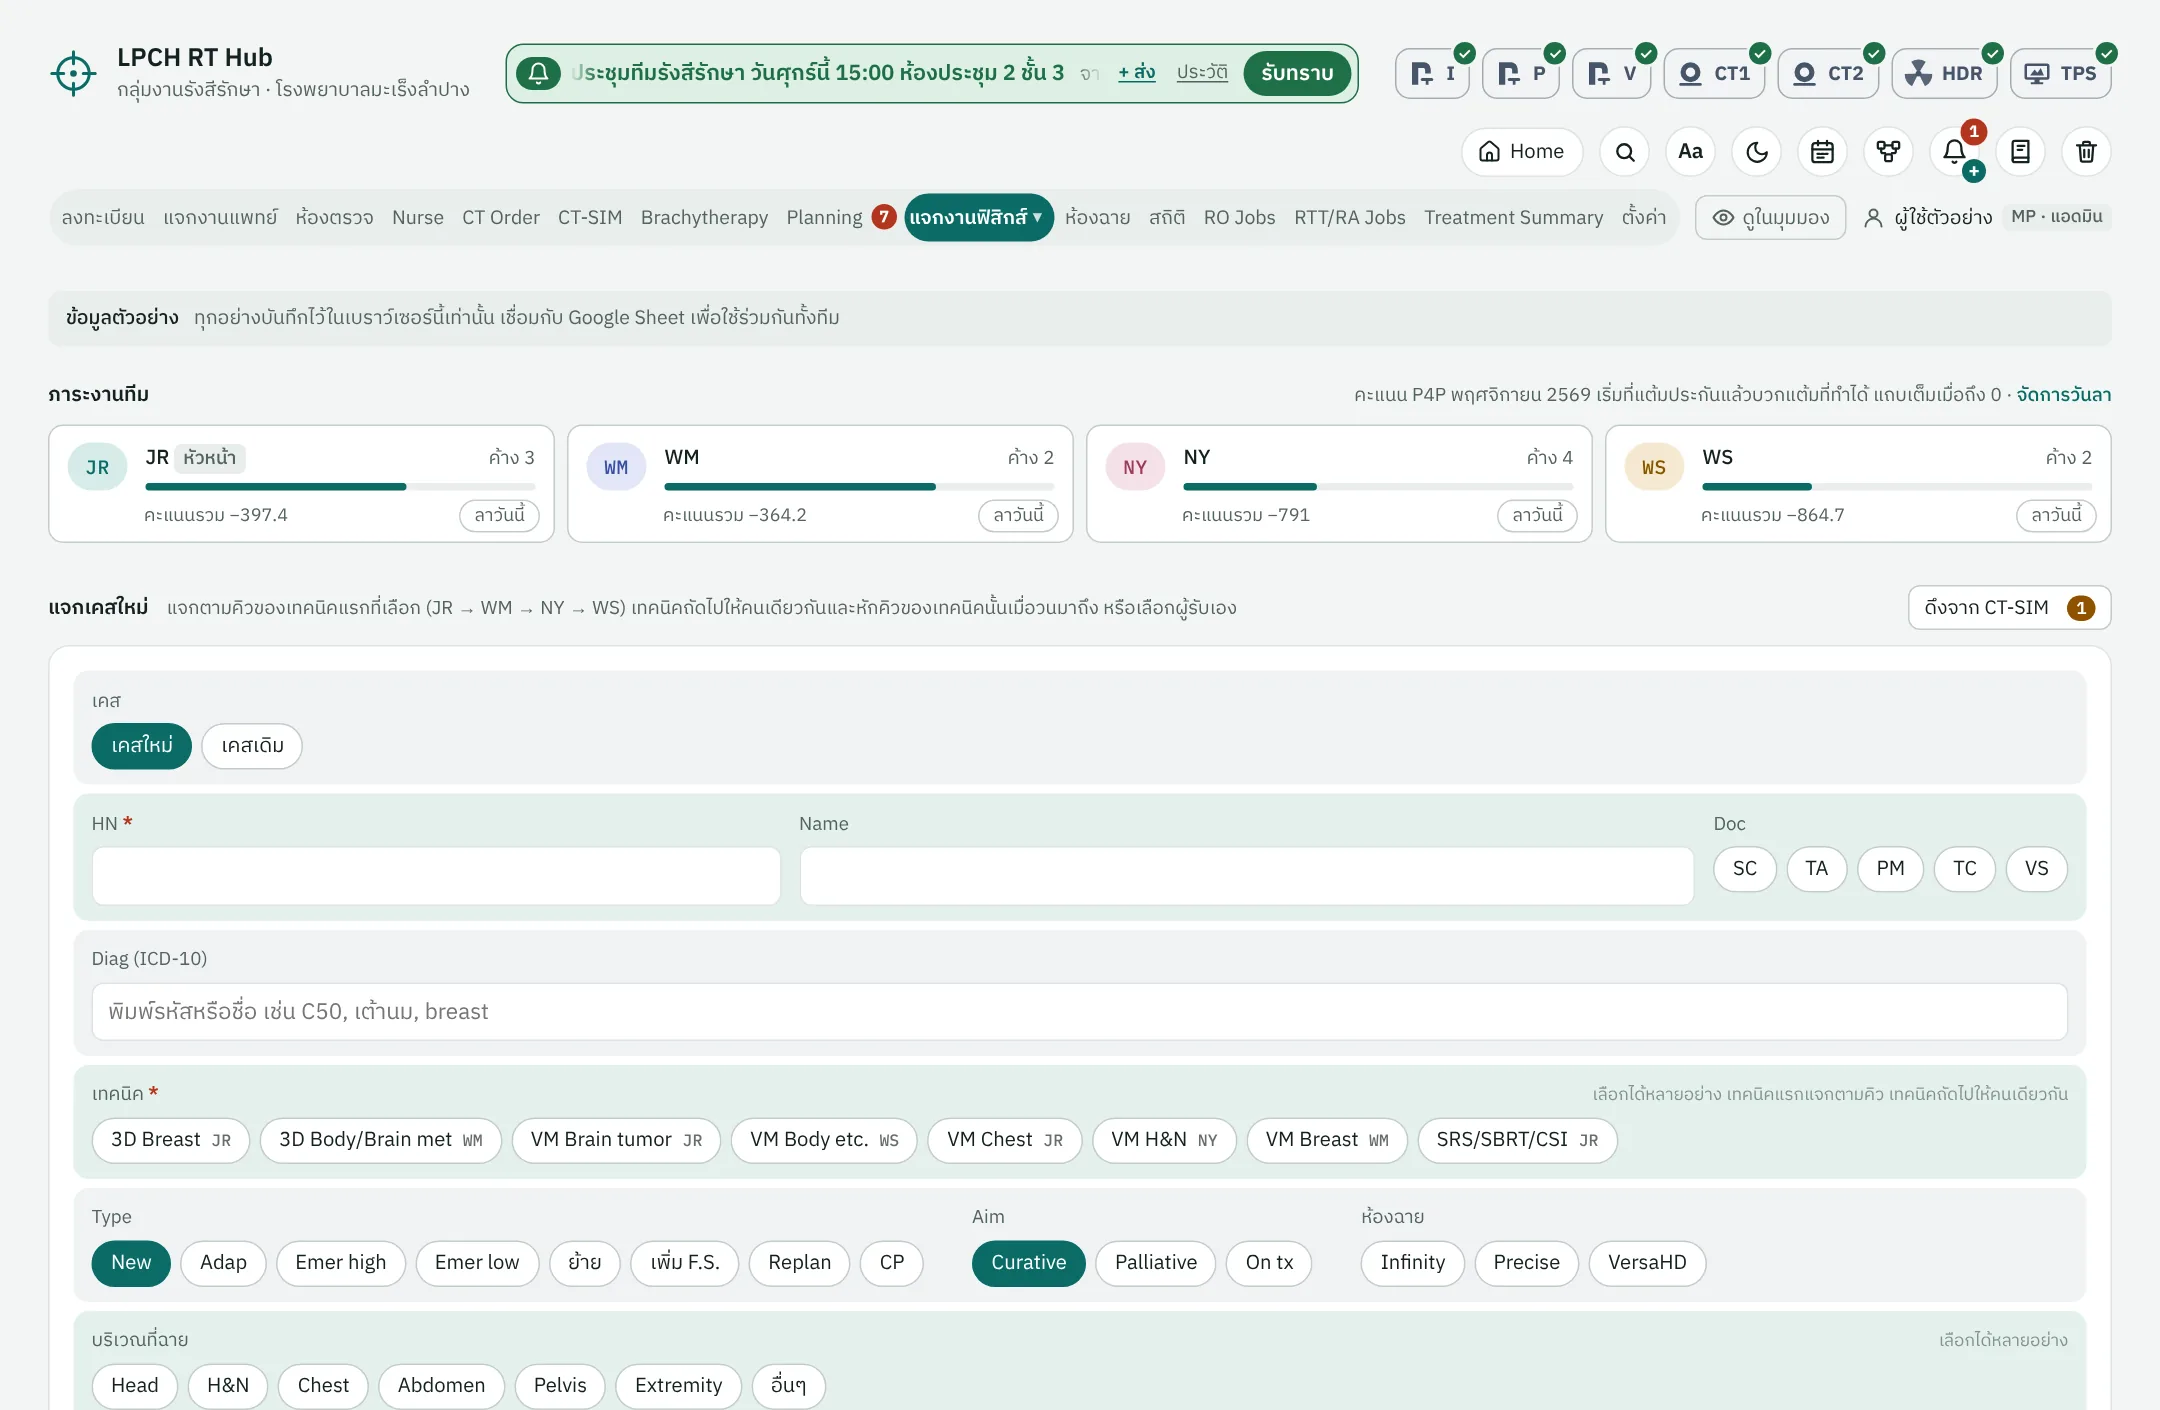 LPCH RT Hub
กลุ่มงานรังสีรักษา · โรงพยาบาลมะเร็งลำปาง
ประชุมทีมรังสีรักษา วันศุกร์นี้ 15:00 ห้องประชุม 2 ชั้น 3 + ส่ง ประวัติ รับทราบ
I P V CT1 CT2 HDR TPS
Home Aa 1 +
ลงทะเบียน แจกงานแพทย์ ห้องตรวจ Nurse CT Order CT-SIM Brachytherapy Planning 7 แจกงานฟิสิกส์ ▾ ห้องฉาย สถิติ RO Jobs RTT/RA Jobs Treatment Summary ตั้งค่า ดูในมุมมอง ผู้ใช้ตัวอย่าง MP · แอดมิน
ข้อมูลตัวอย่าง ทุกอย่างบันทึกไว้ในเบราว์เซอร์นี้เท่านั้น เชื่อมกับ Google Sheet เพื่อใช้ร่วมกันทั้งทีม
ภาระงานทีม คะแนน P4P พฤศจิกายน 2569 เริ่มที่แต้มประกันแล้วบวกแต้มที่ทำได้ แถบเต็มเมื่อถึง 0 · จัดการวันลา
JR JR หัวหน้า ค้าง 3
คะแนนรวม −397.4 ลาวันนี้
WM WM ค้าง 2
คะแนนรวม −364.2 ลาวันนี้
NY NY ค้าง 4
คะแนนรวม −791 ลาวันนี้
WS WS ค้าง 2
คะแนนรวม −864.7 ลาวันนี้
แจกเคสใหม่ แจกตามคิวของเทคนิคแรกที่เลือก (JR → WM → NY → WS) เทคนิคถัดไปให้คนเดียวกันและหักคิวของเทคนิคนั้นเมื่อวนมาถึง หรือเลือกผู้รับเอง ดึงจาก CT-SIM 1
เคส
เคสใหม่ เคสเดิม
HN * Name Doc
SC TA PM TC VS
Diag (ICD-10)
พิมพ์รหัสหรือชื่อ เช่น C50, เต้านม, breast
เทคนิค * เลือกได้หลายอย่าง เทคนิคแรกแจกตามคิว เทคนิคถัดไปให้คนเดียวกัน
3D Breast JR 3D Body/Brain met WM VM Brain tumor JR VM Body etc. WS VM Chest JR VM H&N NY VM Breast WM SRS/SBRT/CSI JR
Type Aim ห้องฉาย
New Adap Emer high Emer low ย้าย เพิ่ม F.S. Replan CP Curative Palliative On tx Infinity Precise VersaHD
บริเวณที่ฉาย เลือกได้หลายอย่าง
Head H&N Chest Abdomen Pelvis Extremity อื่นๆ